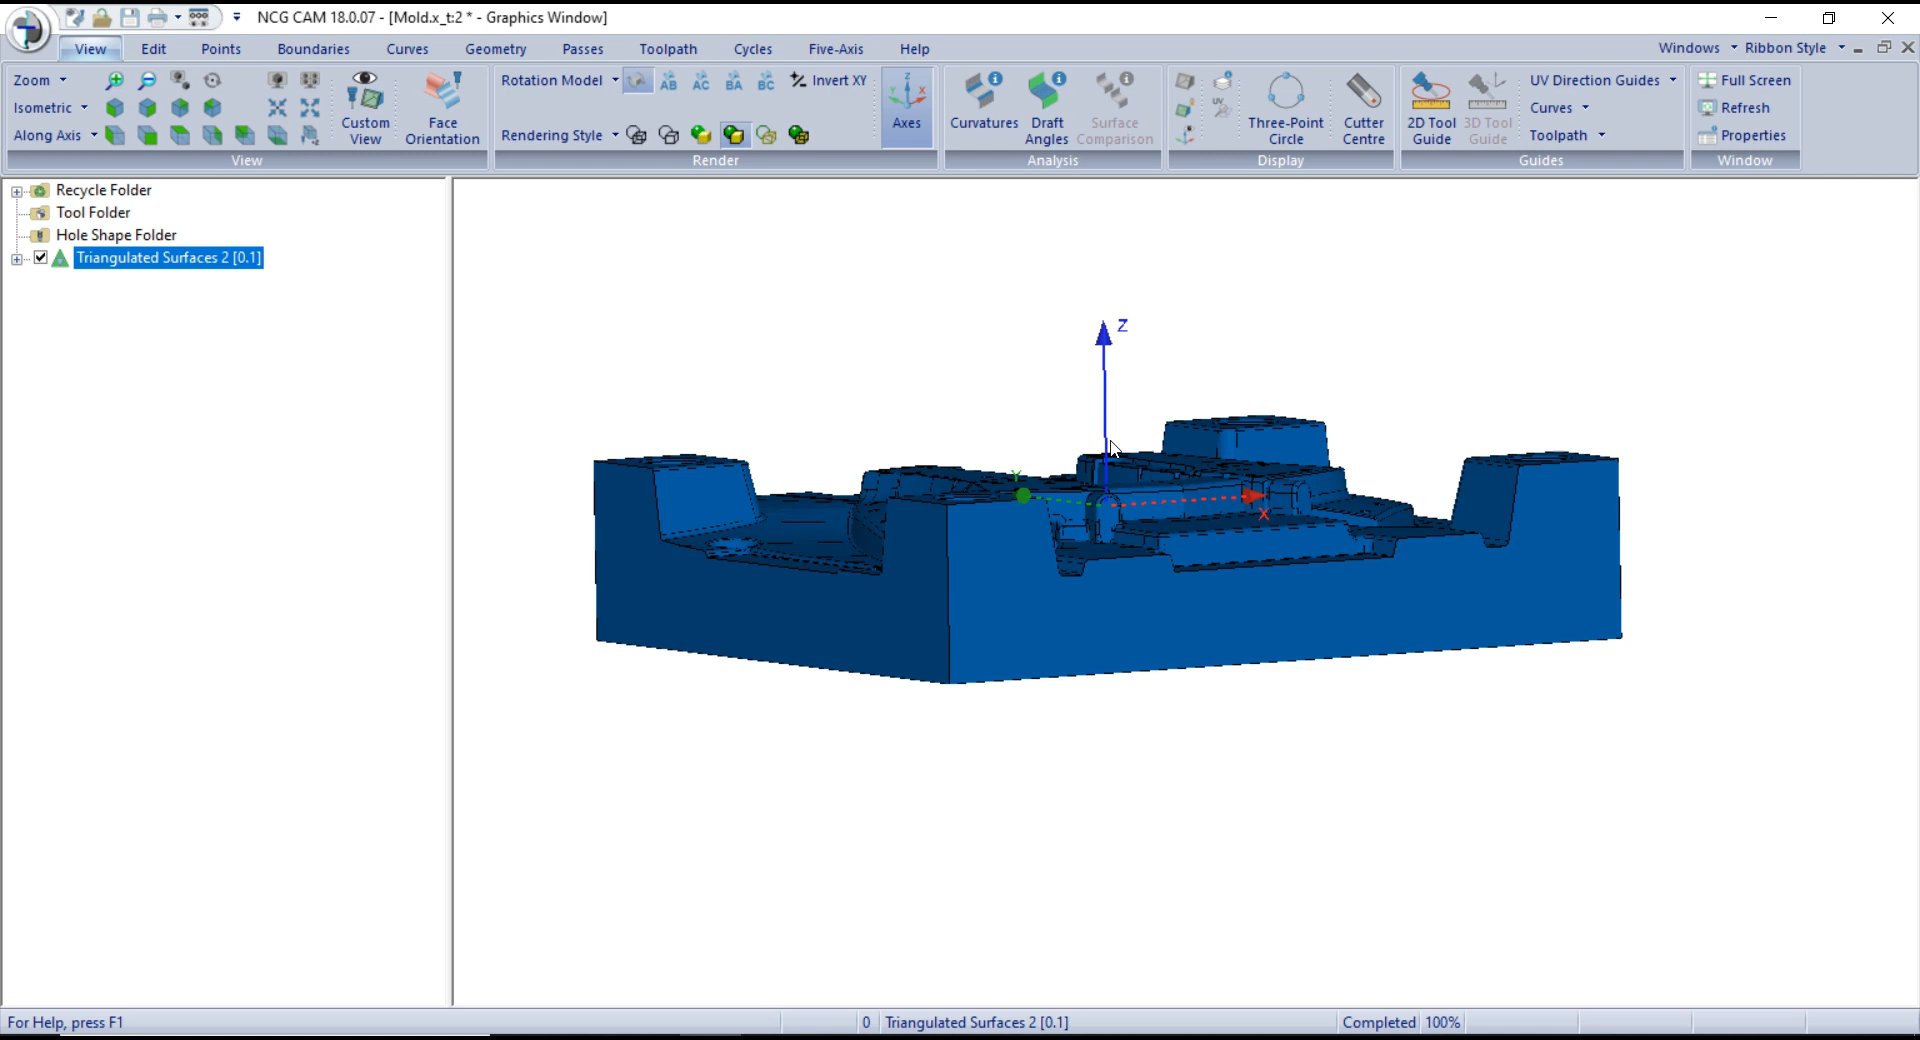 NCG CAM 18.0.07 - [Mold.x_t:2 * - Graphics Window]
View Edit Points Boundaries Curves Geometry Passes Toolpath Cycles Five-Axis Help Windows Ribbon Style
Zoom
Isometric
Along Axis
Custom View
Face Orientation
View
Rotation Model AB AC BA BC Invert XY
Rendering Style
Axes
Render
Curvatures
Draft Angles
Surface Comparison
Analysis
UV
Three-Point Circle
Cutter Centre
Display
2D Tool Guide
3D Tool Guide
UV Direction Guides
Curves
Toolpath
Guides
Full Screen
Refresh
Properties
Window
Recycle Folder
Tool Folder
Hole Shape Folder
Triangulated Surfaces 2 [0.1]
Z
Y
X
For Help, press F1 0 Triangulated Surfaces 2 [0.1] Completed 100%